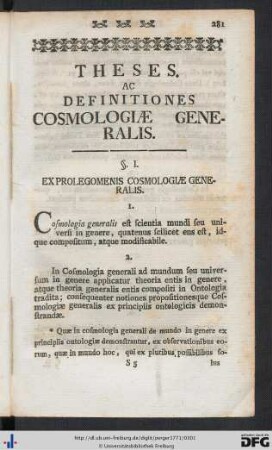 281
THESES.
AC
DEFINITIONES
COSMOLOGIÆ GENE-
RALIS.
§. I.
EX PROLEGOMENIS COSMOLOGIÆ GENE-
RALIS.
1.
Cosmologia generalis est scientia mundi seu uni-
versi in genere, quatenus scilicet ens est, id-
que compositum, atque modificabile.
2.
In Cosmologia generali ad mundum seu univer-
sum in genere applicatur theoria entis in genere,
atque theoria generalis entis compositi in Ontologia
tradita; consequenter notiones propositionesque Cos-
mologiæ generalis ex principiis ontologicis demon-
strandæ.
* Quæ in cosmologia generali de mundo in genere ex
principiis ontologiæ demonstrantur, ex observationibus eo-
rum, quæ in mundo hoc, qui ex pluribus possibilibus so-
S 5
lus
http://dl.ub.uni-freiburg.de/diglit/
© Universitätsbibliothek Freiburg